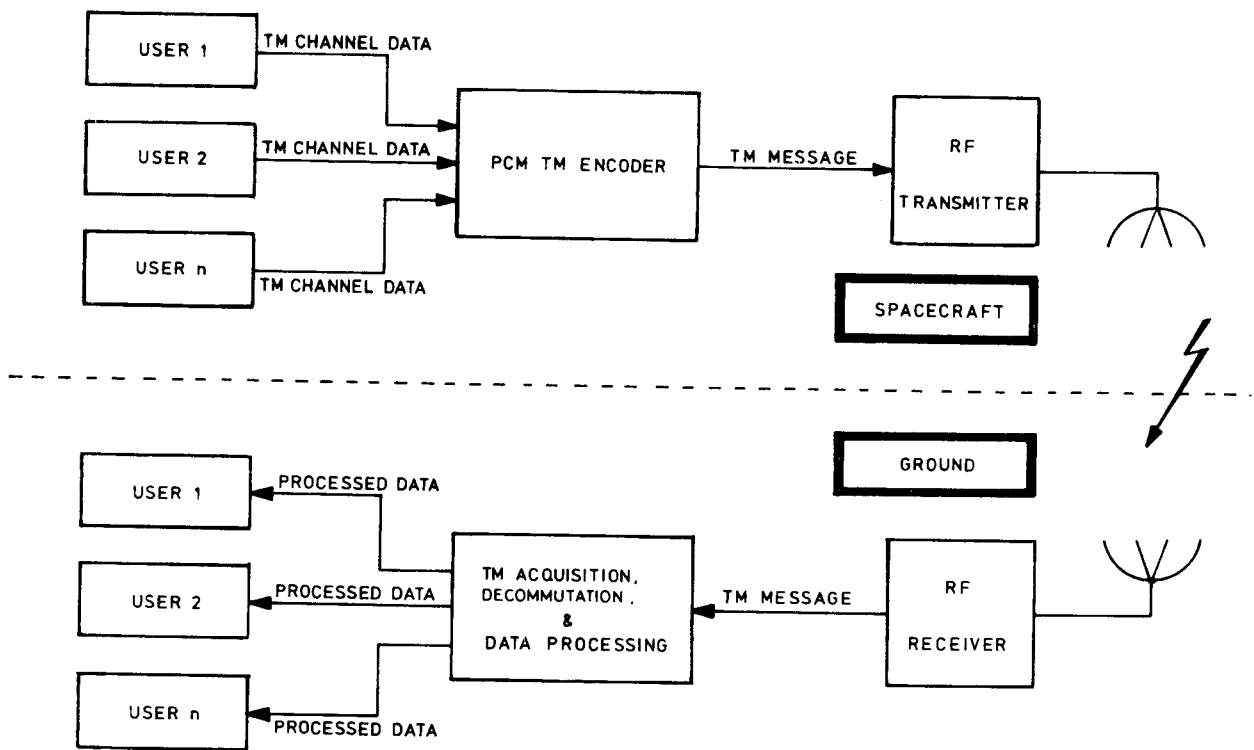 USER 1
TM CHANNEL DATA
USER 2
TM CHANNEL DATA
USER n
TM CHANNEL DATA
PCM TM ENCODER
TM MESSAGE
RF
TRANSMITTER
SPACECRAFT
GROUND
USER 1
PROCESSED DATA
USER 2
PROCESSED DATA
USER n
PROCESSED DATA
TM ACQUISITION,
DECOMMUTATION,
&
DATA PROCESSING
TM MESSAGE
RF
RECEIVER